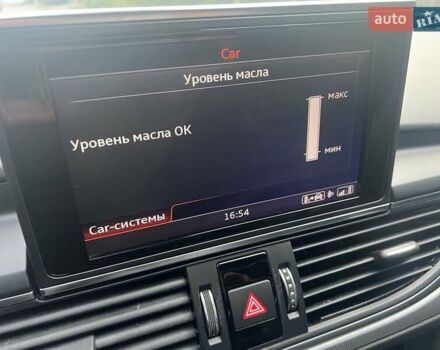 auto RIA
Car
Уровень масла
макс
Уровень масла ОК
мин
Car-системы
16:54